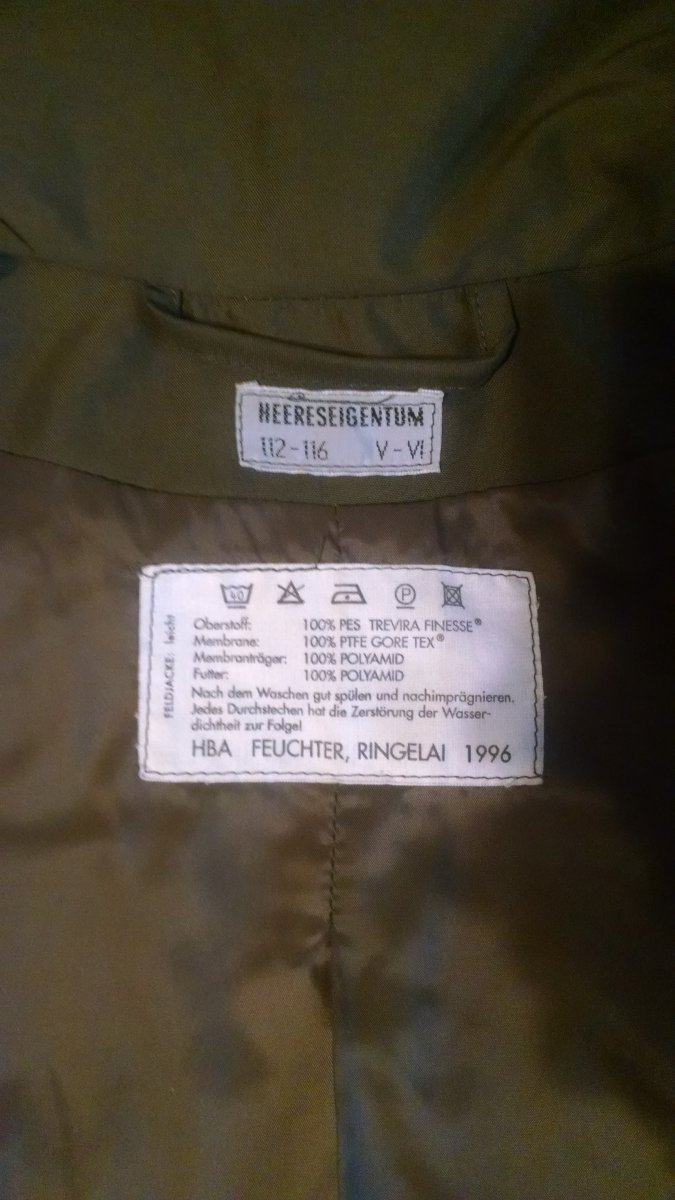 HEERESEIGENTUM
112-116 V-VI
40
P
FELDJACKE: leicht
Oberstoff: 100% PES TREVIRA FINESSE®
Membrane: 100% PTFE GORE TEX®
Membranträger: 100% POLYAMID
Futter: 100% POLYAMID
Nach dem Waschen gut spülen und nachimprägnieren.
Jedes Durchstechen hat die Zerstörung der Wasser-
dichtheit zur Folge!
HBA FEUCHTER, RINGELAI 1996